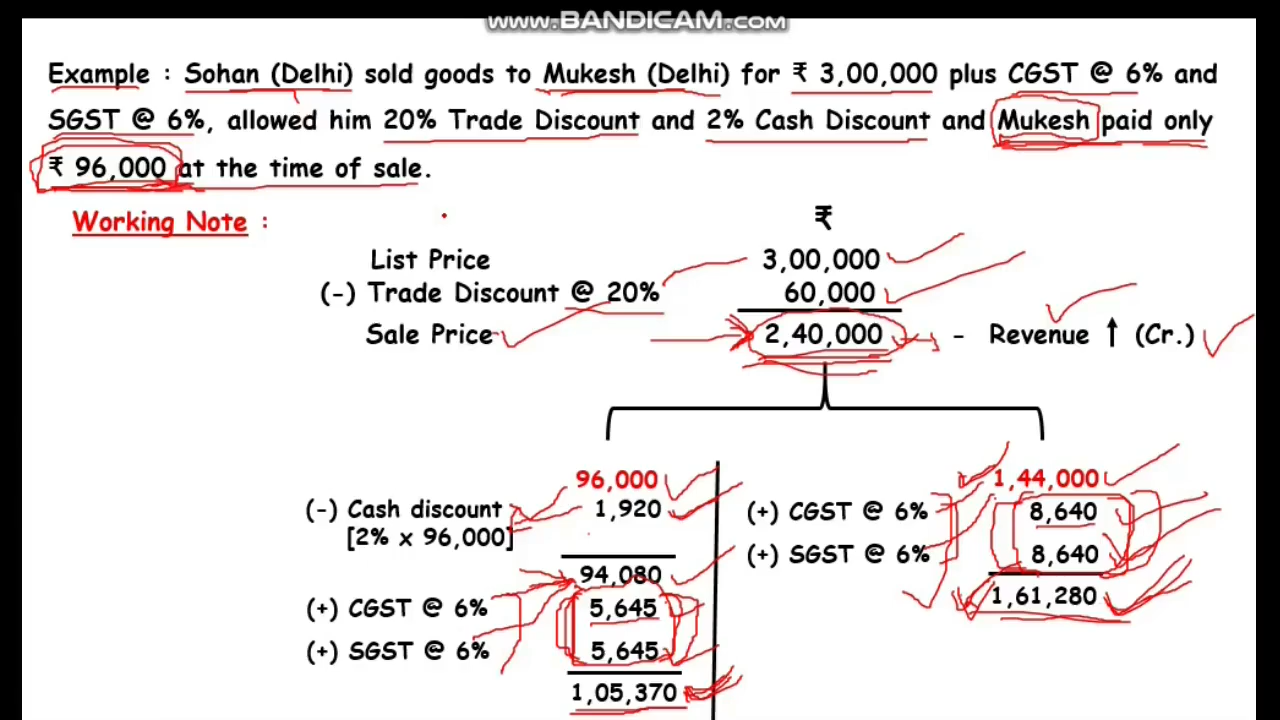 www.BANDICAM.com
Example : Sohan (Delhi) sold goods to Mukesh (Delhi) for ₹ 3,00,000 plus CGST @ 6% and
SGST @ 6%, allowed him 20% Trade Discount and 2% Cash Discount and Mukesh paid only
₹ 96,000 at the time of sale.
Working Note :
₹
List Price 3,00,000
(-) Trade Discount @ 20% 60,000
Sale Price 2,40,000 - Revenue ↑ (Cr.)
96,000
(-) Cash discount 1,920
[2% x 96,000]
94,080
(+) CGST @ 6% 5,645
(+) SGST @ 6% 5,645
1,05,370
1,44,000
(+) CGST @ 6% 8,640
(+) SGST @ 6% 8,640
1,61,280